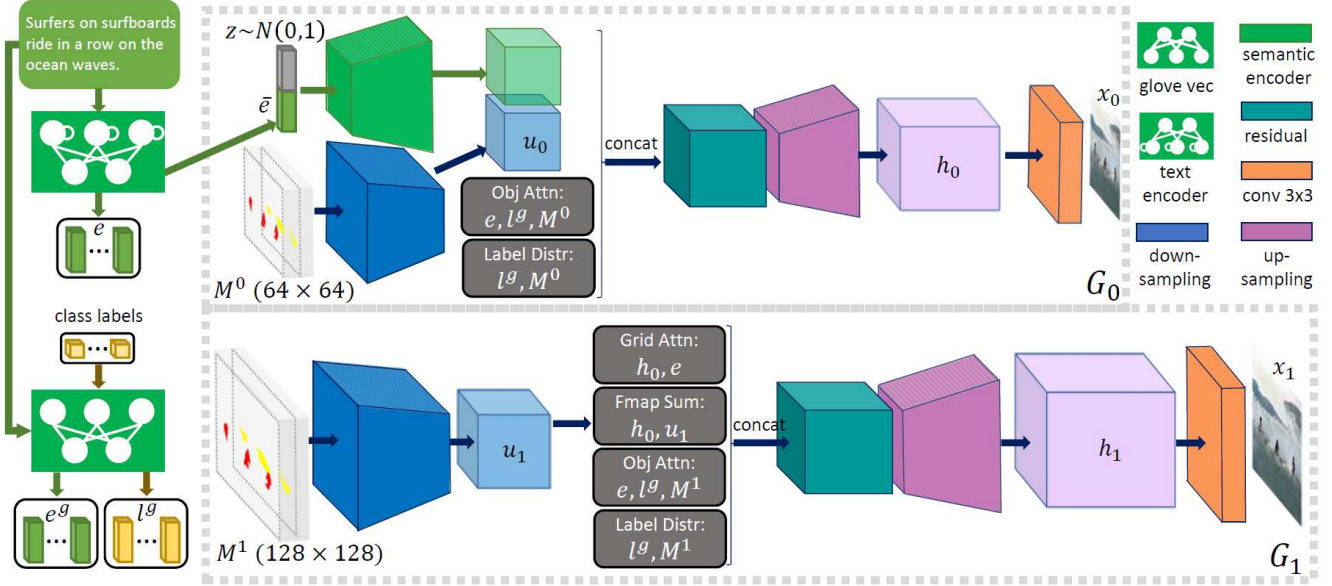 Surfers on surfboards
ride in a row on the
ocean waves.
e
class labels
e^g
l^g
z~N(0,1)
ē
M^0 (64 × 64)
u_0
Obj Attn:
e, l^g, M^0
Label Distr:
l^g, M^0
concat
h_0
x_0
G_0
M^1 (128 × 128)
u_1
Grid Attn:
h_0, e
Fmap Sum:
h_0, u_1
Obj Attn:
e, l^g, M^1
Label Distr:
l^g, M^1
concat
h_1
x_1
G_1
glove vec
text
encoder
down-
sampling
semantic
encoder
residual
conv 3x3
up-
sampling